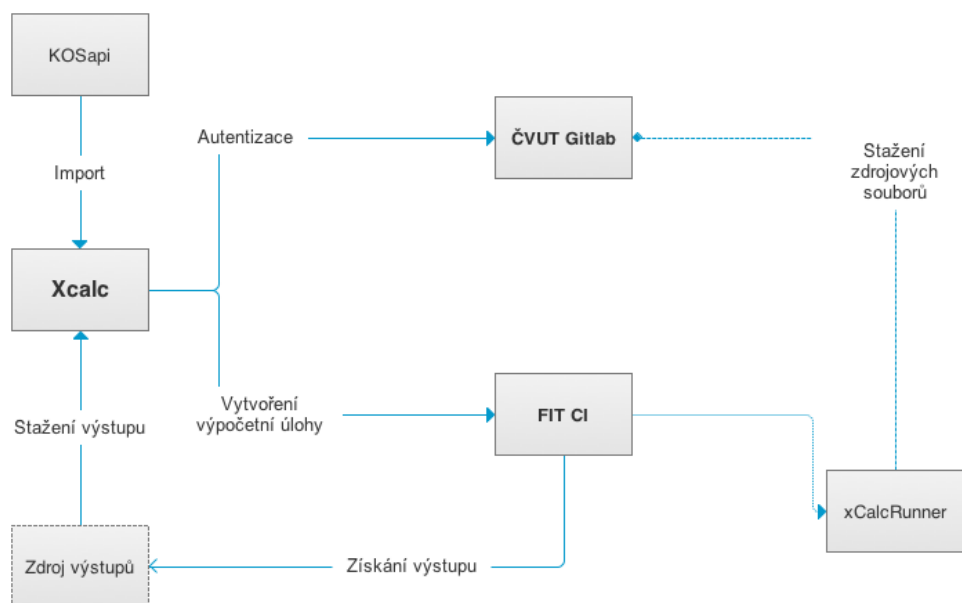 KOSapi
Autentizace
ČVUT Gitlab
Stažení
zdrojových
souborů
Import
Xcalc
Vytvoření
výpočetní úlohy
FIT CI
Stažení výstupu
xCalcRunner
Zdroj výstupů
Získání výstupu